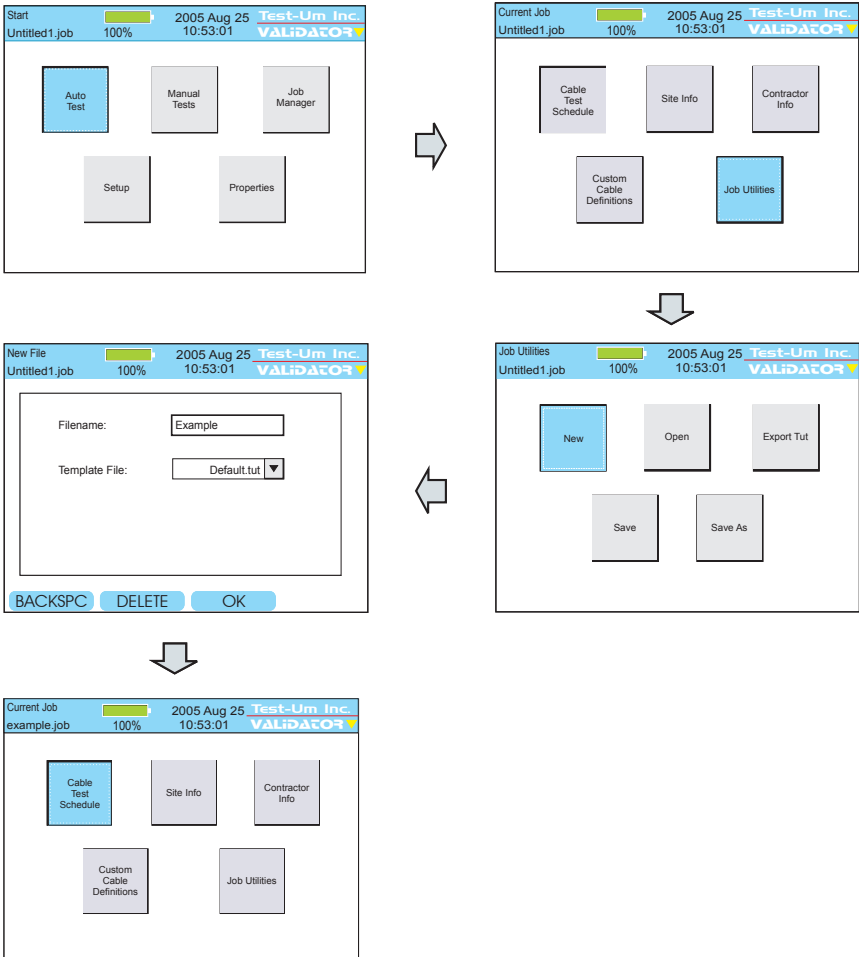 Start
Untitled1.job 100% 2005 Aug 25 10:53:01 Test-Um Inc. VALiDATOR
Auto Test
Manual Tests
Job Manager
Setup
Properties
Current Job
Untitled1.job 100% 2005 Aug 25 10:53:01 Test-Um Inc. VALiDATOR
Cable Test Schedule
Site Info
Contractor Info
Custom Cable Definitions
Job Utilities
Job Utilities
Untitled1.job 100% 2005 Aug 25 10:53:01 Test-Um Inc. VALiDATOR
New
Open
Export Tut
Save
Save As
New File
Untitled1.job 100% 2005 Aug 25 10:53:01 Test-Um Inc. VALiDATOR
Filename: Example
Template File: Default.tut
BACKSPC DELETE OK
Current Job
example.job 100% 2005 Aug 25 10:53:01 Test-Um Inc. VALiDATOR
Cable Test Schedule
Site Info
Contractor Info
Custom Cable Definitions
Job Utilities